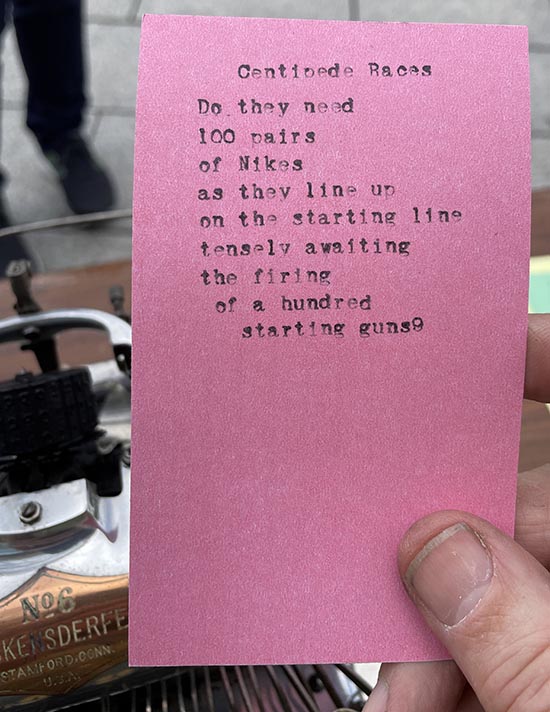 Centipede Races
Do they need
100 pairs
of Nikes
as they line up
on the starting line
tensely awaiting
the firing
of a hundred
starting guns9
No6
CKENSDERFE
STAMFORD.CONN.
U.S.A.